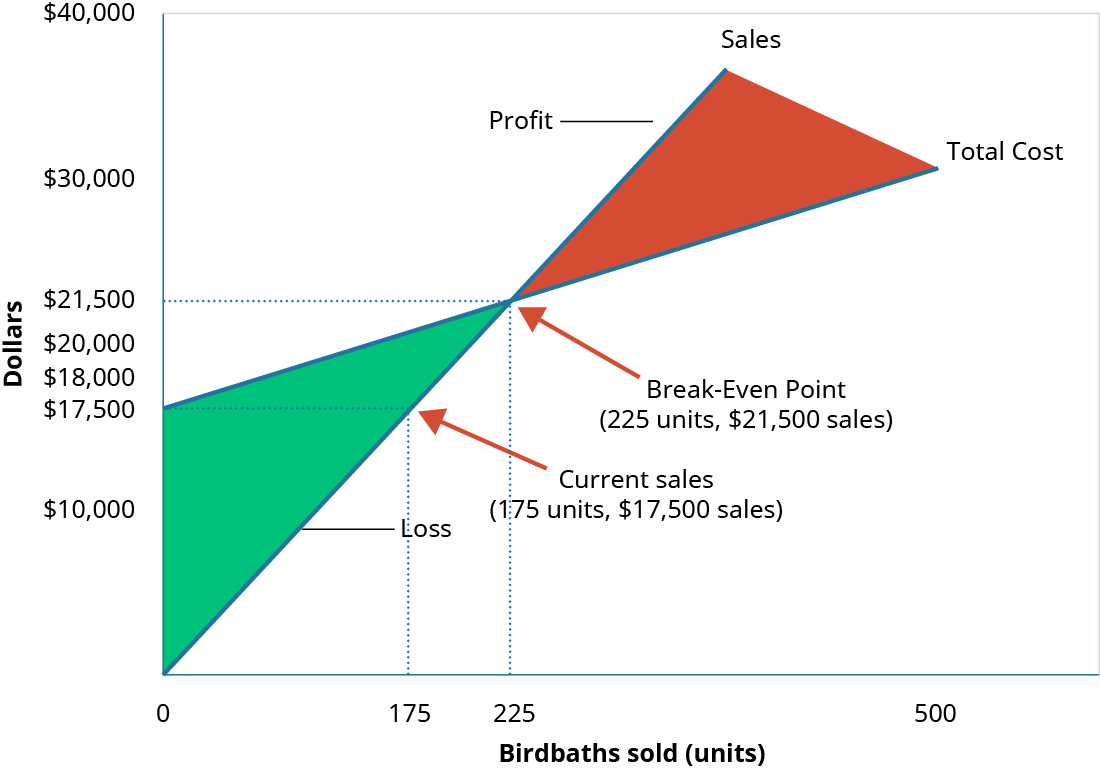 $40,000
Sales
Profit
Total Cost
$30,000
$21,500
Dollars
$20,000
$18,000
$17,500
Break-Even Point
(225 units, $21,500 sales)
Current sales
(175 units, $17,500 sales)
$10,000
Loss
0 175 225 500
Birdbaths sold (units)